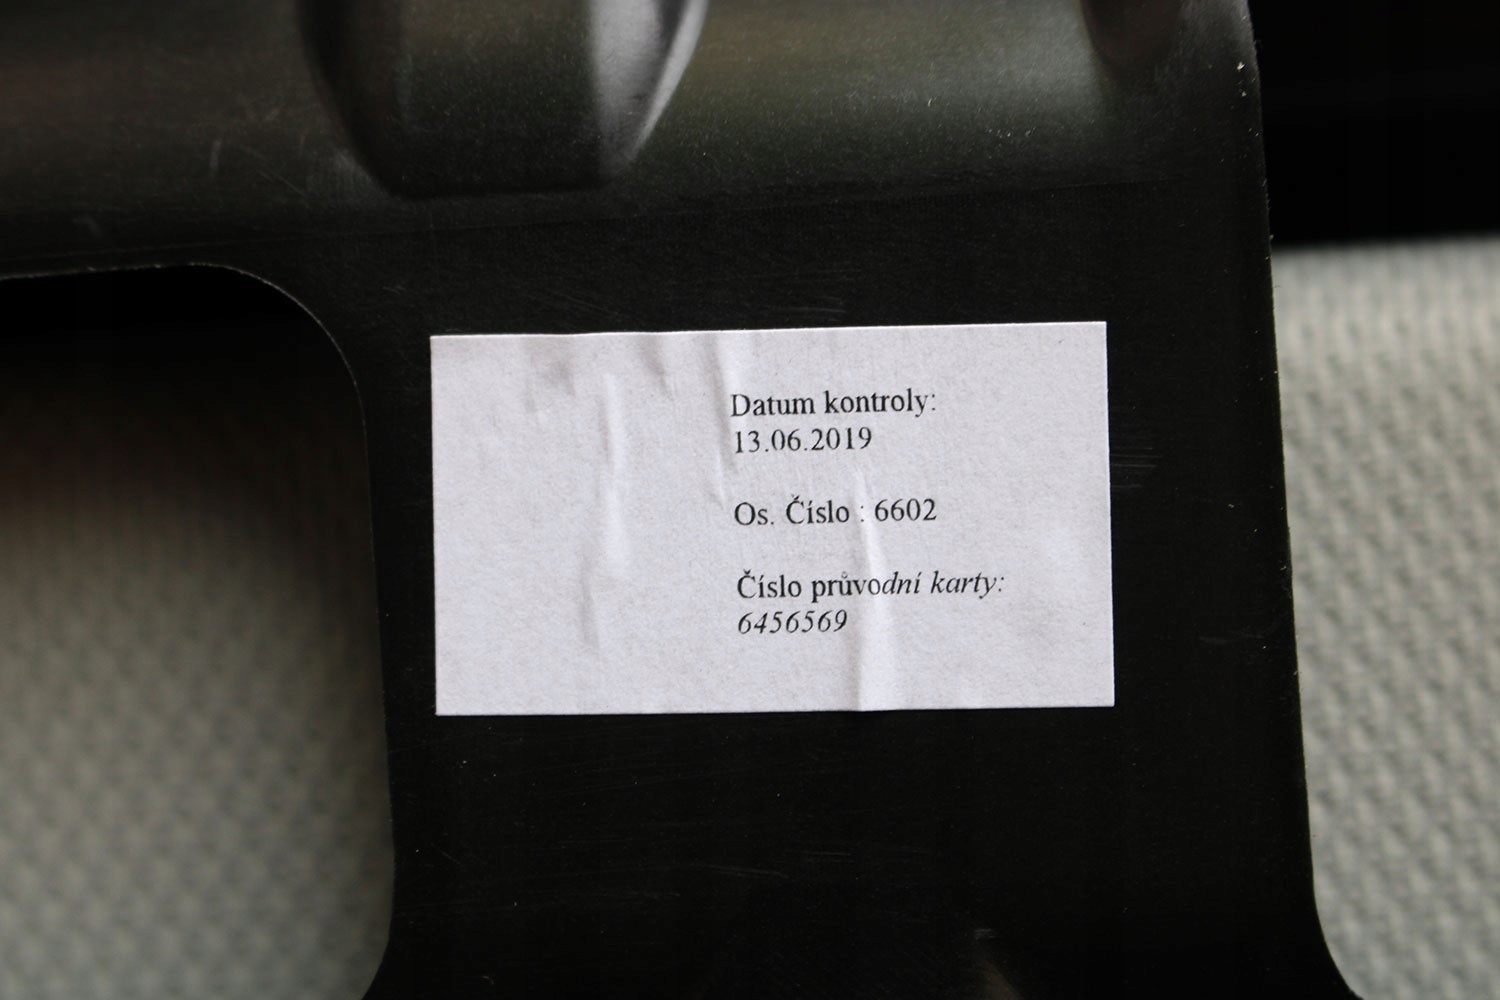 Datum kontroly:
13.06.2019
Os. Číslo : 6602
Číslo průvodní karty:
6456569